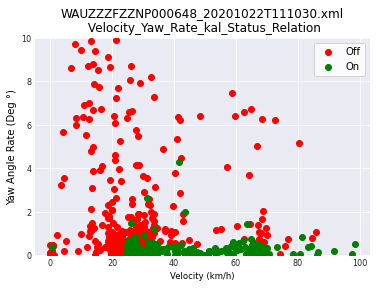 WAUZZZFZZNP000648_20201022T111030.xml
Velocity_Yaw_Rate_kal_Status_Relation
10
8
6
4
2
0
Yaw Angle Rate (Deg °)
Off
On
0
20
40
60
80
100
Velocity (km/h)